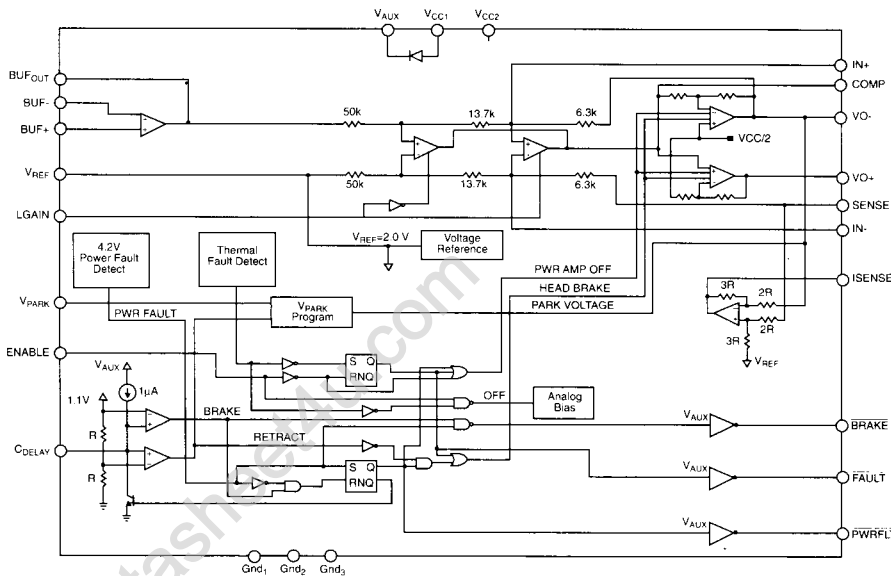 VAUX VCC1 VCC2
BUFOUT
BUF-
BUF+
VREF
LGAIN
50k 13.7k 6.3k
50k 13.7k 6.3k
IN+
COMP
VO-
VCC/2
VO+
SENSE
IN-
ISENSE
4.2V
Power Fault
Detect
Thermal
Fault Detect
VREF=2.0 V
Voltage
Reference
PWR AMP OFF
HEAD BRAKE
PARK VOLTAGE
3R 2R
2R
3R
VREF
VPARK
PWR FAULT
VPARK
Program
ENABLE
VAUX
1µA
1.1V
S Q
RNQ
OFF
Analog
Bias
BRAKE
RETRACT
R
CDELAY
R
S Q
RNQ
VAUX
BRAKE
VAUX
FAULT
VAUX
PWRFLT
Gnd1 Gnd2 Gnd3